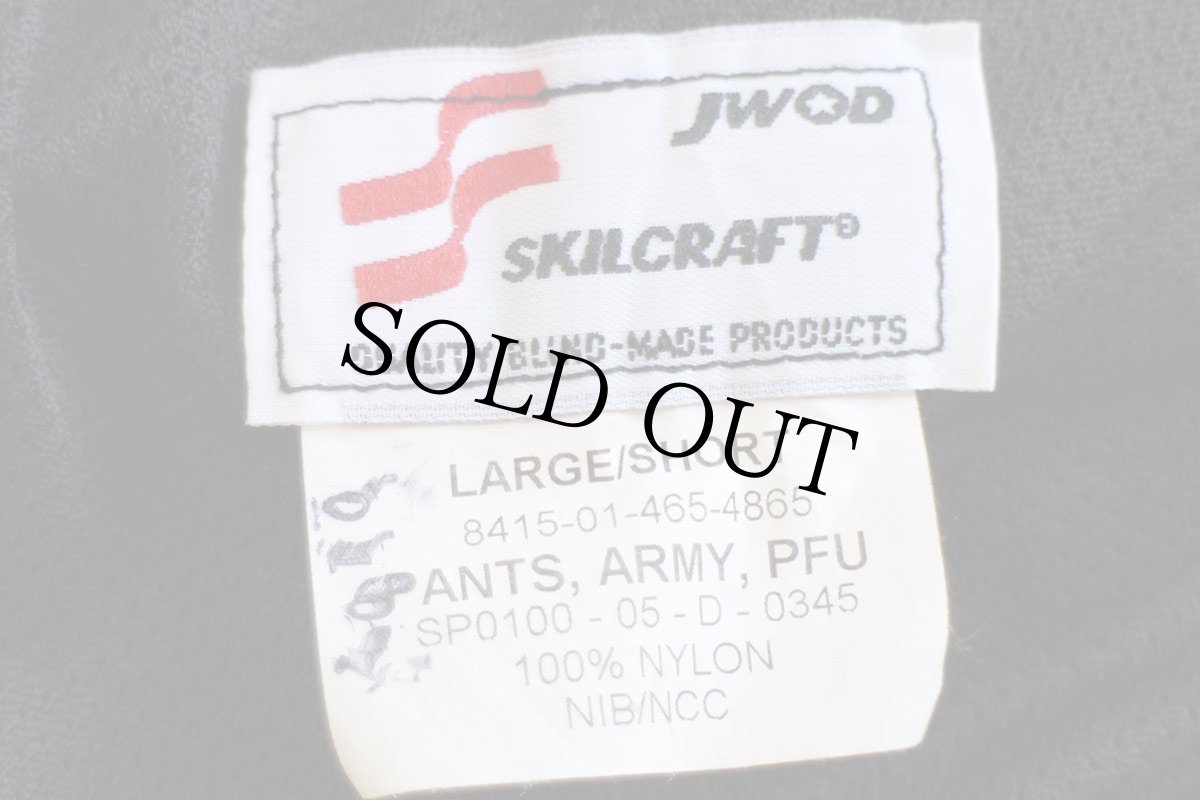 JWOD
SKILCRAFT®
QUALITY BLIND-MADE PRODUCTS
SOLD OUT
LARGE/SHORT
8415-01-465-4865
PANTS, ARMY, PFU
SP0100 - 05 - D - 0345
100% NYLON
NIB/NCC